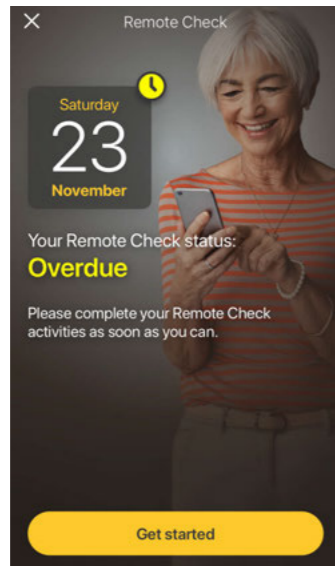 Remote Check
Saturday
23
November
Your Remote Check status:
Overdue
Please complete your Remote Check
activities as soon as you can.
Get started